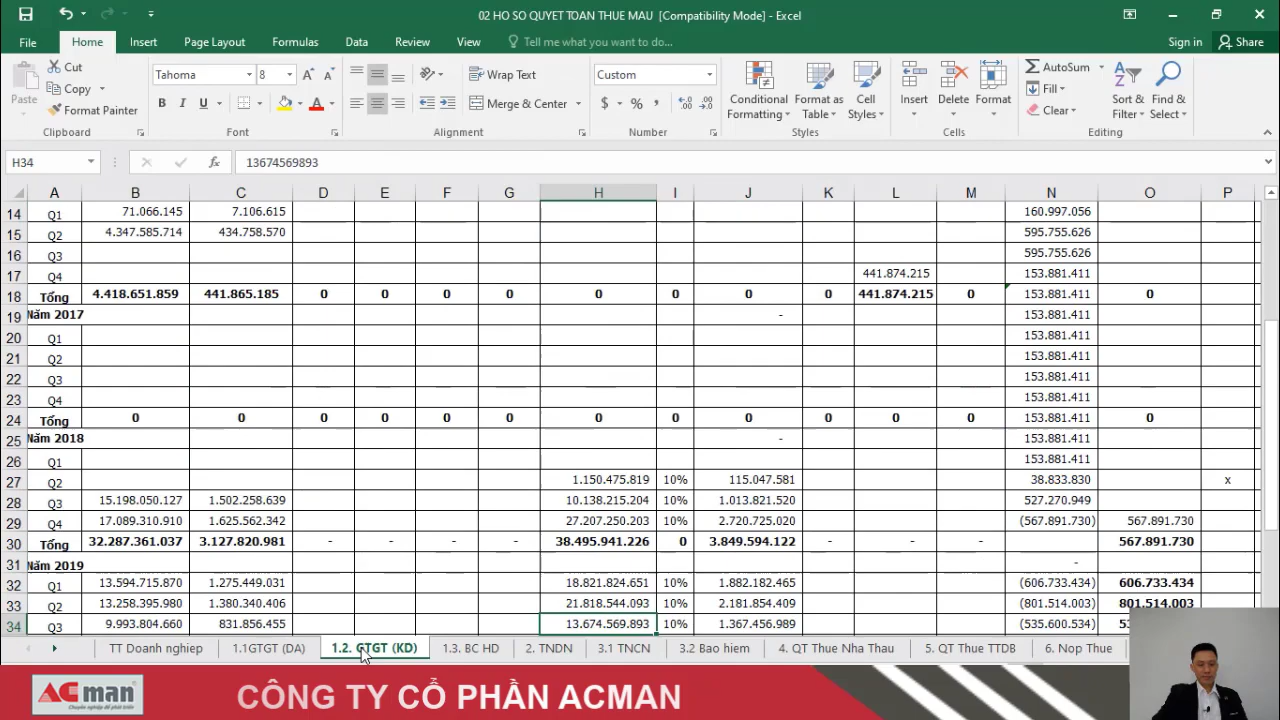 02 HO SO QUYET TOAN THUE MAU [Compatibility Mode] - Excel
File Home Insert Page Layout Formulas Data Review View Tell me what you want to do... Sign in Share
Cut
Copy
Format Painter
Paste
Clipboard
Tahoma 8
B I U
Font
Wrap Text
Merge & Center
Alignment
Custom
$ % ,
Number
Conditional Formatting
Format as Table
Cell Styles
Styles
Insert Delete Format
Cells
AutoSum
Fill
Clear
Sort & Filter
Find & Select
Editing
H34 fx 13674569893
A B C D E F G H I J K L M N O P
14 Q1 71.066.145 7.106.615 160.997.056
15 Q2 4.347.585.714 434.758.570 595.755.626
16 Q3 595.755.626
17 Q4 441.874.215 153.881.411
18 Tổng 4.418.651.859 441.865.185 0 0 0 0 0 0 0 0 441.874.215 0 153.881.411 0
19 Năm 2017 - 153.881.411
20 Q1 153.881.411
21 Q2 153.881.411
22 Q3 153.881.411
23 Q4 153.881.411
24 Tổng 0 0 0 0 0 0 0 0 0 0 0 0 153.881.411 0
25 Năm 2018 - 153.881.411
26 Q1 153.881.411
27 Q2 1.150.475.819 10% 115.047.581 38.833.830 x
28 Q3 15.198.050.127 1.502.258.639 10.138.215.204 10% 1.013.821.520 527.270.949
29 Q4 17.089.310.910 1.625.562.342 27.207.250.203 10% 2.720.725.020 (567.891.730) 567.891.730
30 Tổng 32.287.361.037 3.127.820.981 - - - - 38.495.941.226 0 3.849.594.122 - - - 567.891.730
31 Năm 2019 -
32 Q1 13.594.715.870 1.275.449.031 18.821.824.651 10% 1.882.182.465 (606.733.434) 606.733.434
33 Q2 13.258.395.980 1.380.340.406 21.818.544.093 10% 2.181.854.409 (801.514.003) 801.514.003
34 Q3 9.993.804.660 831.856.455 13.674.569.893 10% 1.367.456.989 (535.600.534)
TT Doanh nghiep 1.1GTGT (DA) 1.2. GTGT (KD) 1.3. BC HD 2. TNDN 3.1 TNCN 3.2 Bao hiem 4. QT Thue Nha Thau 5. QT Thue TTDB 6. Nop Thue
ACman
Chuyên nghiệp để phát triển
CÔNG TY CỔ PHẦN ACMAN